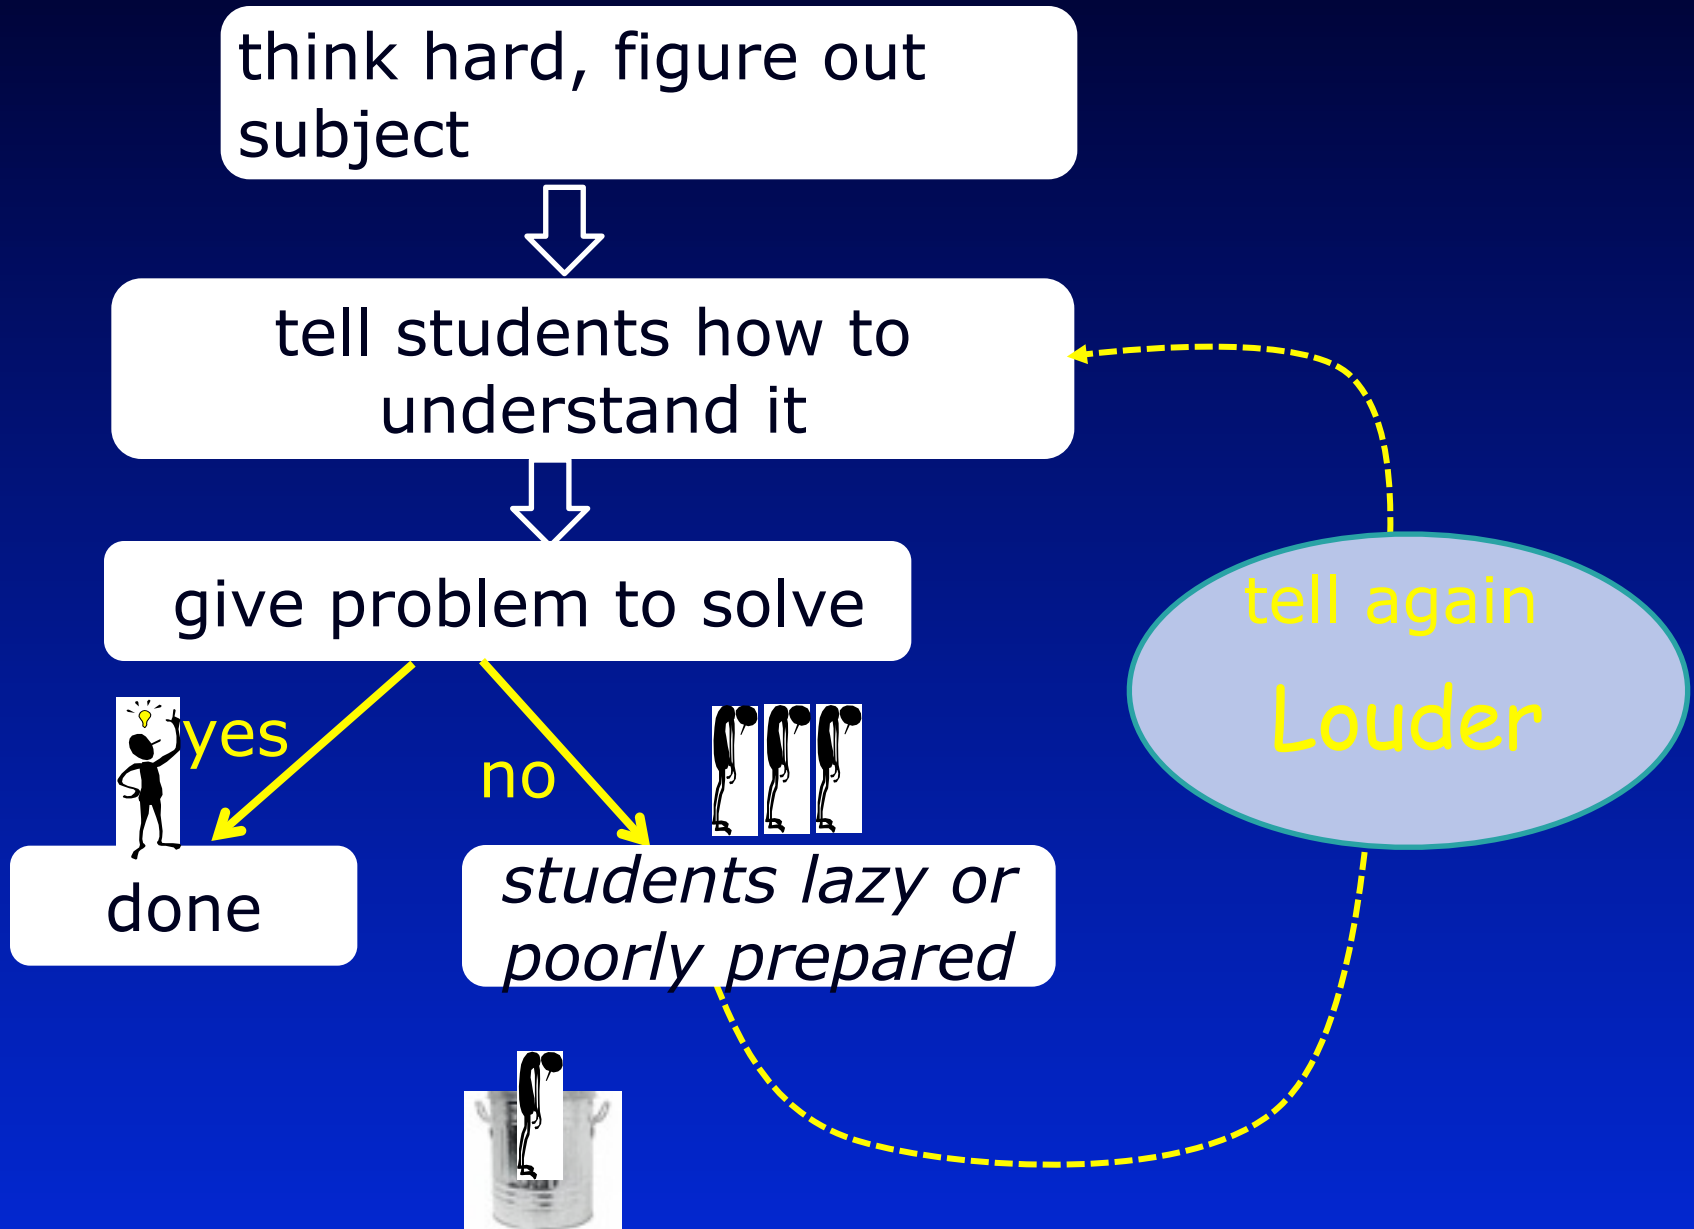 think hard, figure out
subject
tell students how to
understand it
give problem to solve
tell again
Louder
yes
no
done
students lazy or
poorly prepared